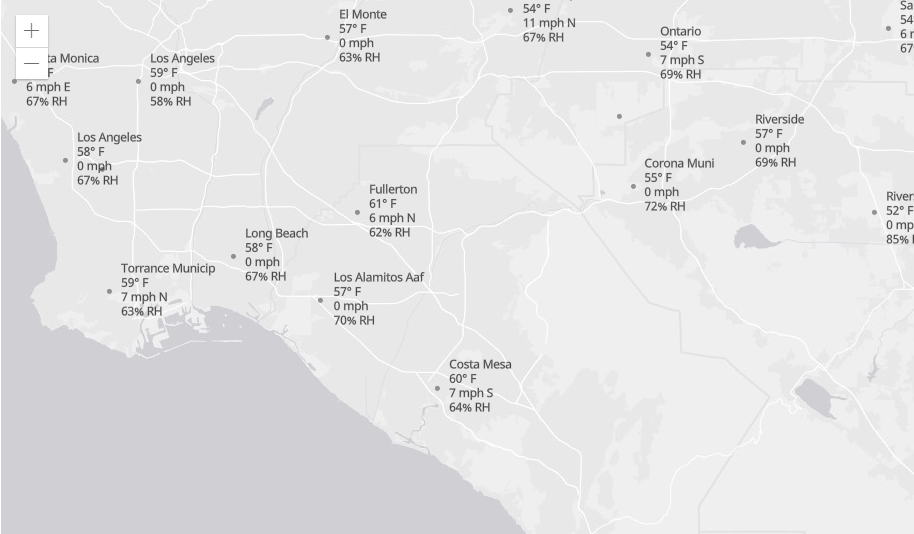 El Monte
57° F
0 mph
63% RH
54° F
11 mph N
67% RH
Ontario
54° F
7 mph S
69% RH
54
67
ta Monica
F
6 mph E
67% RH
Los Angeles
59° F
0 mph
58% RH
Los Angeles
58° F
0 mph
67% RH
Riverside
57° F
0 mph
69% RH
Corona Muni
55° F
0 mph
72% RH
Fullerton
61° F
6 mph N
62% RH
River
52° F
0 mp
85%
Long Beach
58° F
0 mph
67% RH
Torrance Municip
59° F
7 mph N
63% RH
Los Alamitos Aaf
57° F
0 mph
70% RH
Costa Mesa
60° F
7 mph S
64% RH